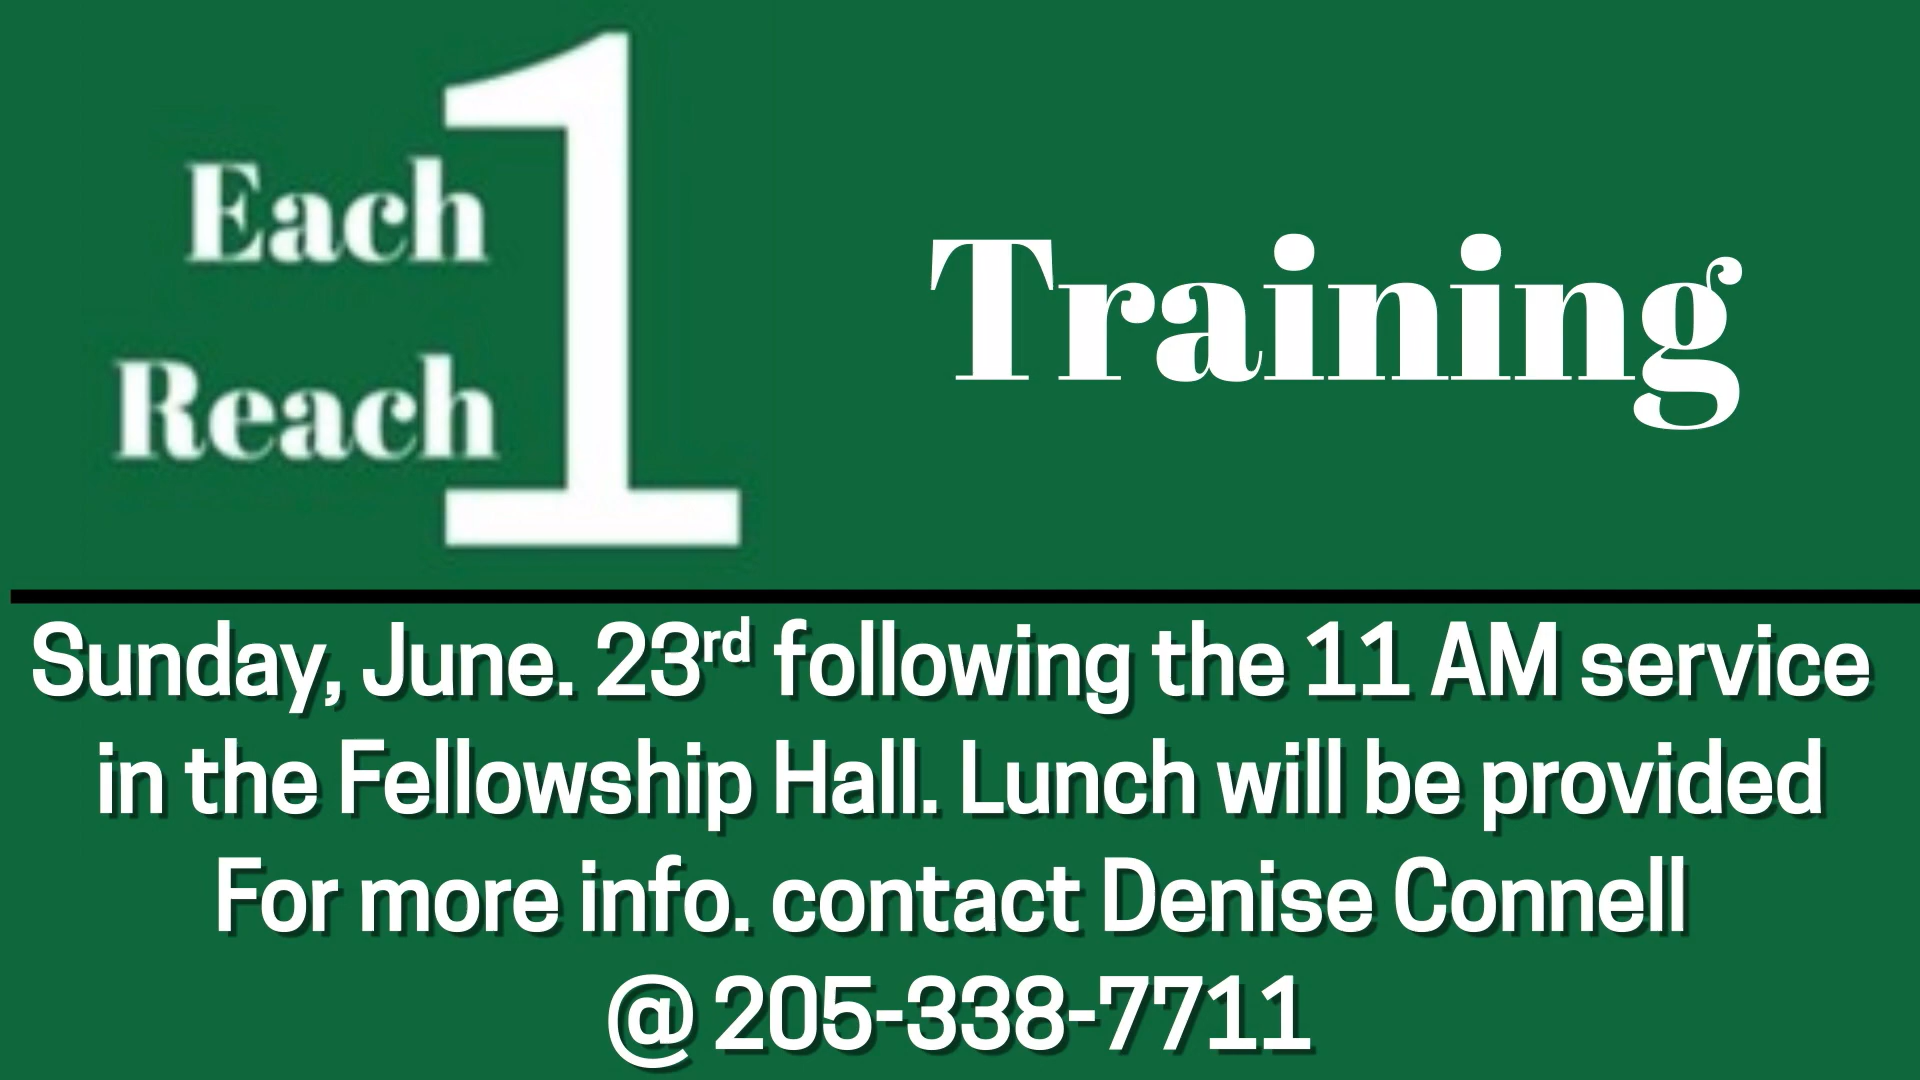 Each 1
Reach
Training
Sunday, June. 23rd following the 11 AM service
in the Fellowship Hall. Lunch will be provided
For more info. contact Denise Connell
@ 205-338-7711